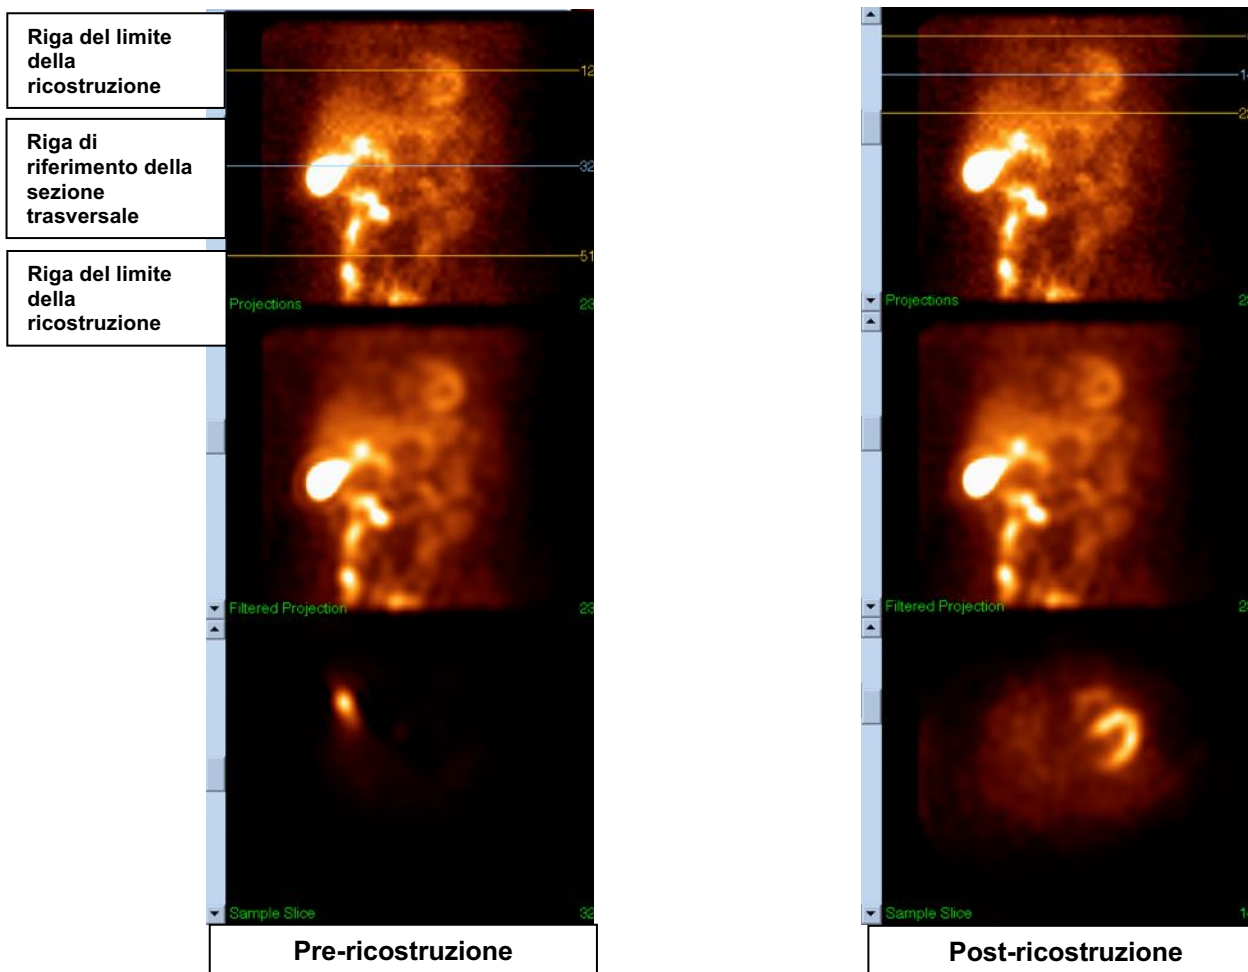 Riga del limite
della
ricostruzione
Riga di
riferimento della
sezione
trasversale
Riga del limite
della
ricostruzione
12
32
51
Projections
23
Filtered Projection
23
Sample Slice
32
Pre-ricostruzione
Projections
Filtered Projection
Sample Slice
Post-ricostruzione